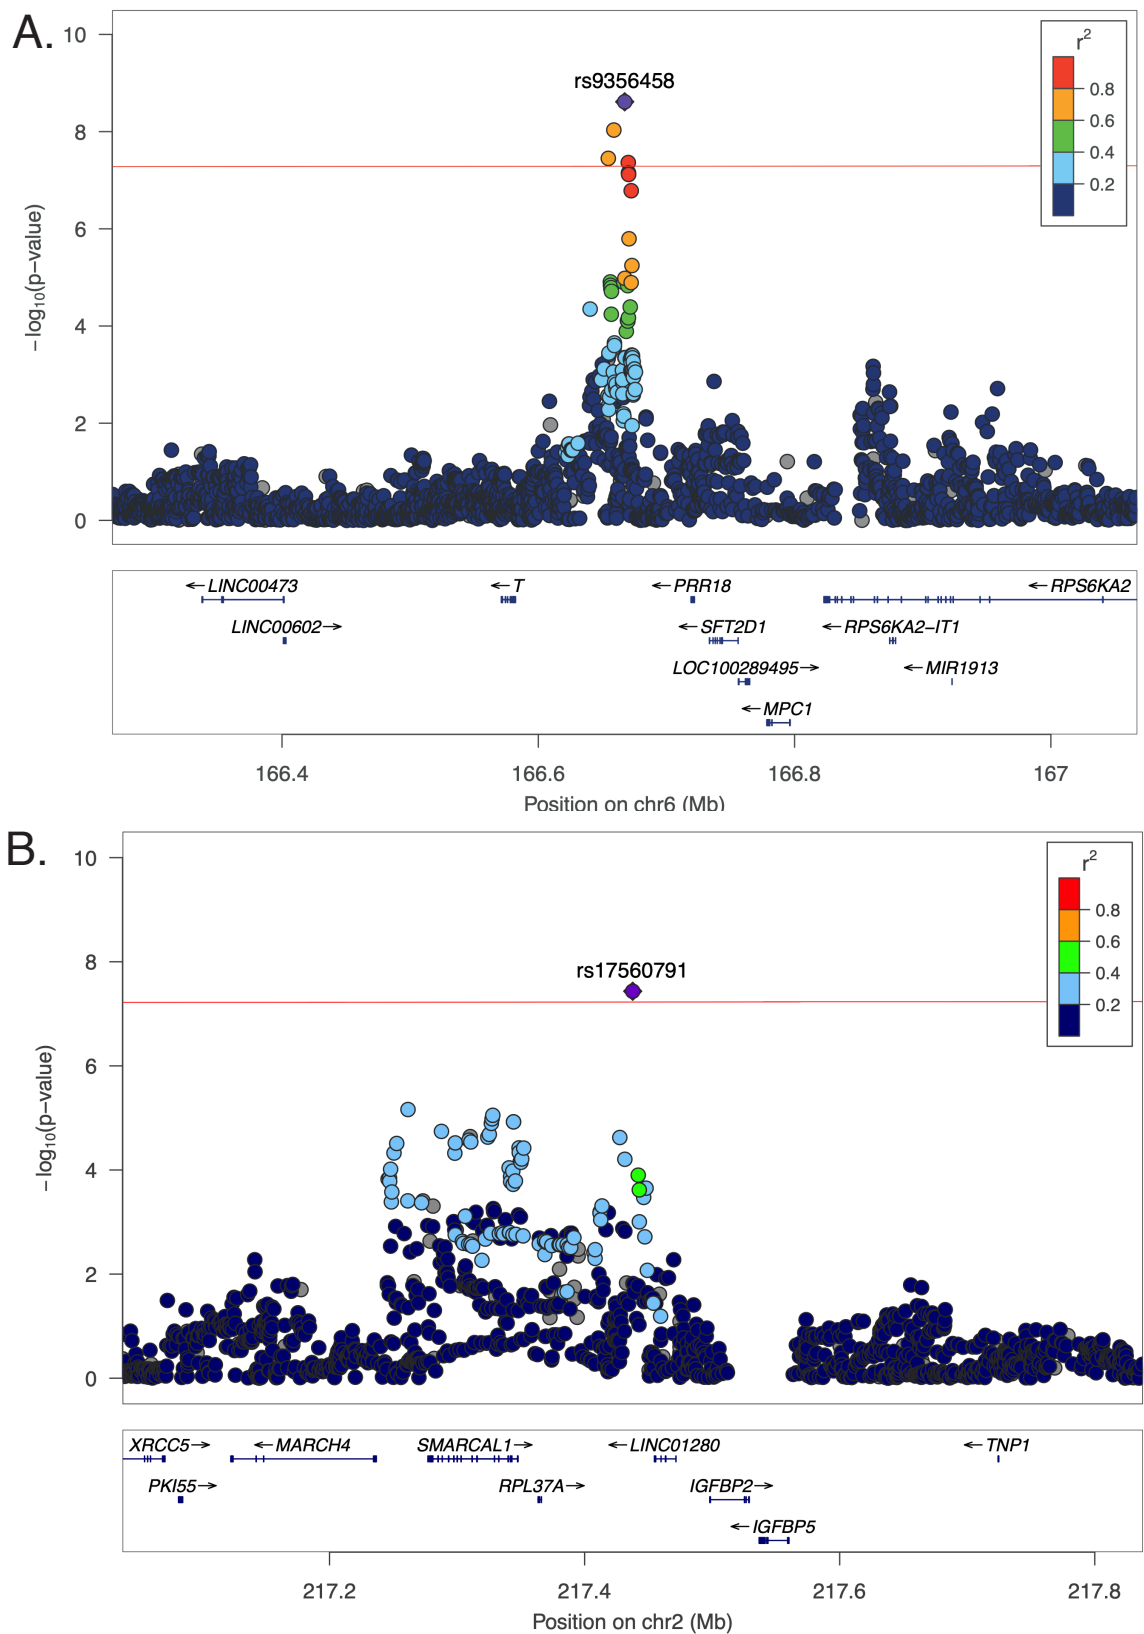 A.
10
8
6
4
2
0
−log10(p−value)
rs9356458
r2
0.8
0.6
0.4
0.2
←LINC00473
←T
←PRR18
←RPS6KA2
LINC00602→
←SFT2D1
←RPS6KA2−IT1
LOC100289495→
←MIR1913
←MPC1
166.4
166.6
166.8
167
Position on chr6 (Mb)
B.
10
8
6
4
2
0
−log10(p−value)
rs17560791
r2
0.8
0.6
0.4
0.2
XRCC5→
←MARCH4
SMARCAL1→
←LINC01280
←TNP1
PKI55→
RPL37A→
IGFBP2→
←IGFBP5
217.2
217.4
217.6
217.8
Position on chr2 (Mb)